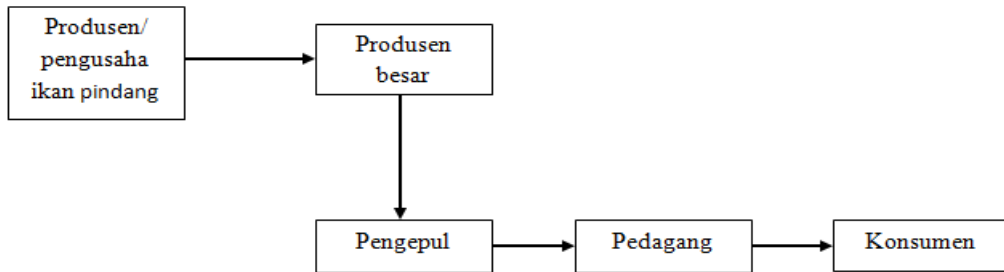 Produsen/
pengusaha
ikan pindang
Produsen
besar
Pengepul
Pedagang
Konsumen